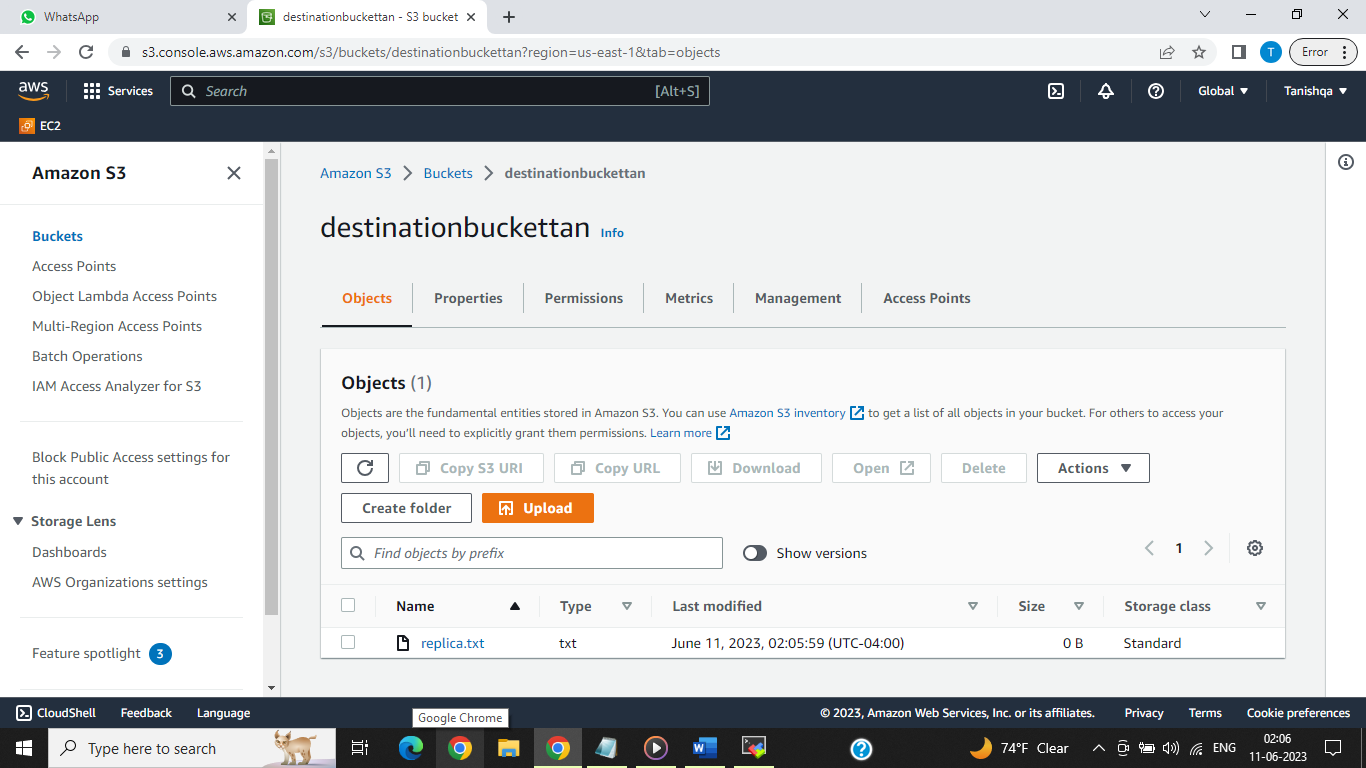 WhatsApp
destinationbuckettan - S3 bucket
s3.console.aws.amazon.com/s3/buckets/destinationbuckettan?region=us-east-1&tab=objects
T
Error
aws
Services
Search
[Alt+S]
Global
Tanishqa
EC2
Amazon S3
Buckets
Access Points
Object Lambda Access Points
Multi-Region Access Points
Batch Operations
IAM Access Analyzer for S3
Block Public Access settings for
this account
Storage Lens
Dashboards
AWS Organizations settings
Feature spotlight 3
Amazon S3 Buckets destinationbuckettan
destinationbuckettan Info
Objects Properties Permissions Metrics Management Access Points
Objects (1)
Objects are the fundamental entities stored in Amazon S3. You can use Amazon S3 inventory to get a list of all objects in your bucket. For others to access your
objects, you'll need to explicitly grant them permissions. Learn more
Copy S3 URI Copy URL Download Open Delete Actions
Create folder Upload
Find objects by prefix Show versions 1
Name Type Last modified Size Storage class
replica.txt txt June 11, 2023, 02:05:59 (UTC-04:00) 0 B Standard
CloudShell Feedback Language
© 2023, Amazon Web Services, Inc. or its affiliates. Privacy Terms Cookie preferences
Google Chrome
Type here to search
74°F Clear
ENG
02:06
11-06-2023